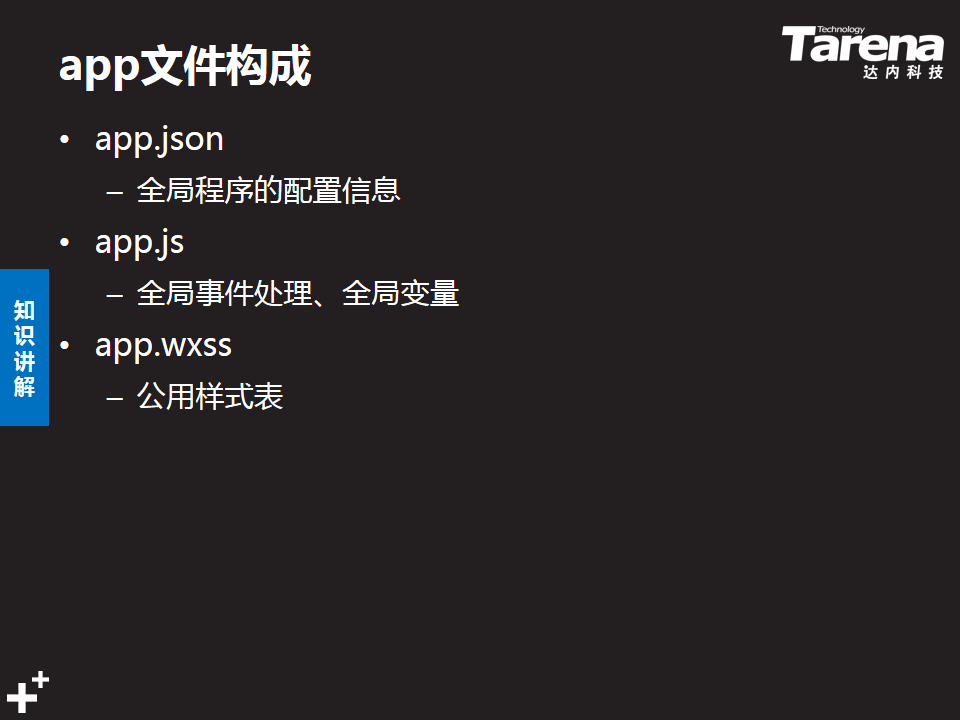 app文件构成
Technology
Tarena
达内科技
• app.json
– 全局程序的配置信息
• app.js
– 全局事件处理、全局变量
• app.wxss
– 公用样式表
知识讲解